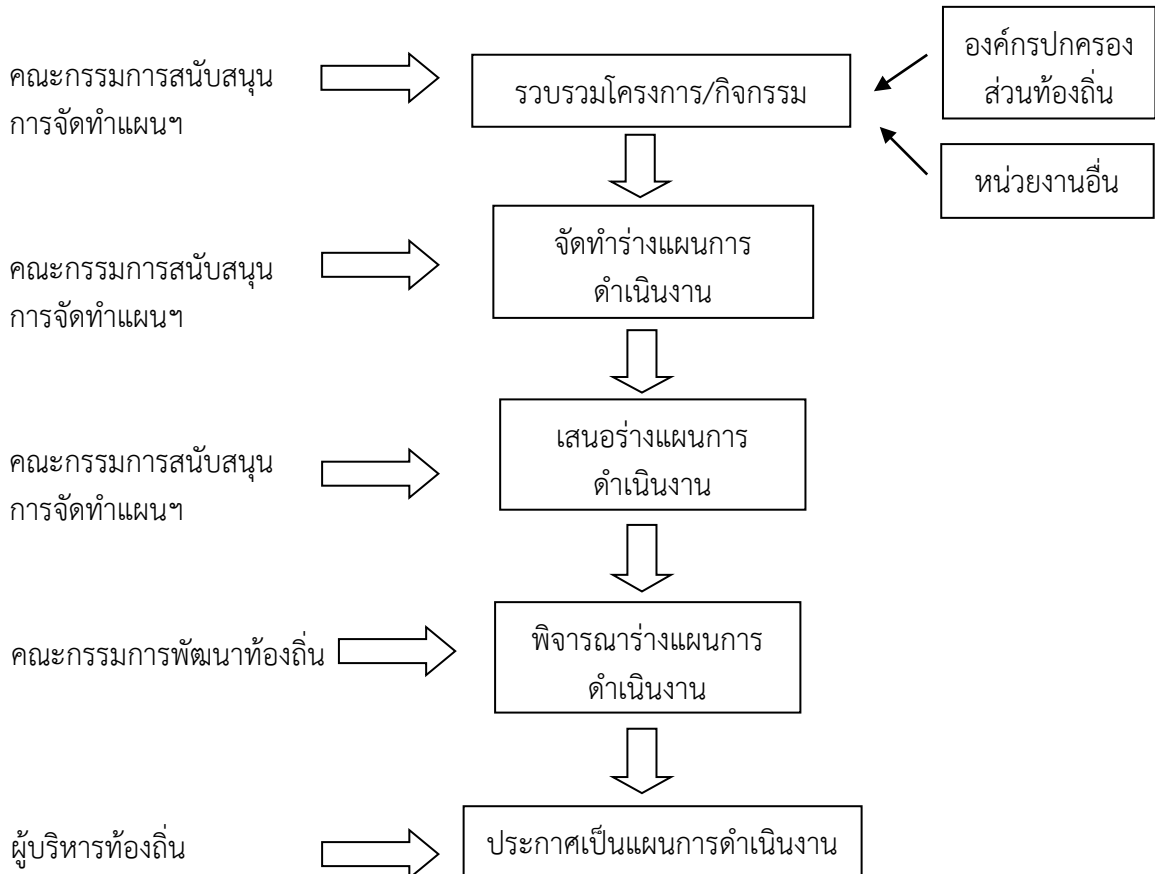 องค์กรปกครอง
ส่วนท้องถิ่น
คณะกรรมการสนับสนุน
การจัดทำแผนฯ
รวบรวมโครงการ/กิจกรรม
หน่วยงานอื่น
คณะกรรมการสนับสนุน
การจัดทำแผนฯ
จัดทำร่างแผนการ
ดำเนินงาน
คณะกรรมการสนับสนุน
การจัดทำแผนฯ
เสนอร่างแผนการ
ดำเนินงาน
คณะกรรมการพัฒนาท้องถิ่น
พิจารณาร่างแผนการ
ดำเนินงาน
ผู้บริหารท้องถิ่น
ประกาศเป็นแผนการดำเนินงาน